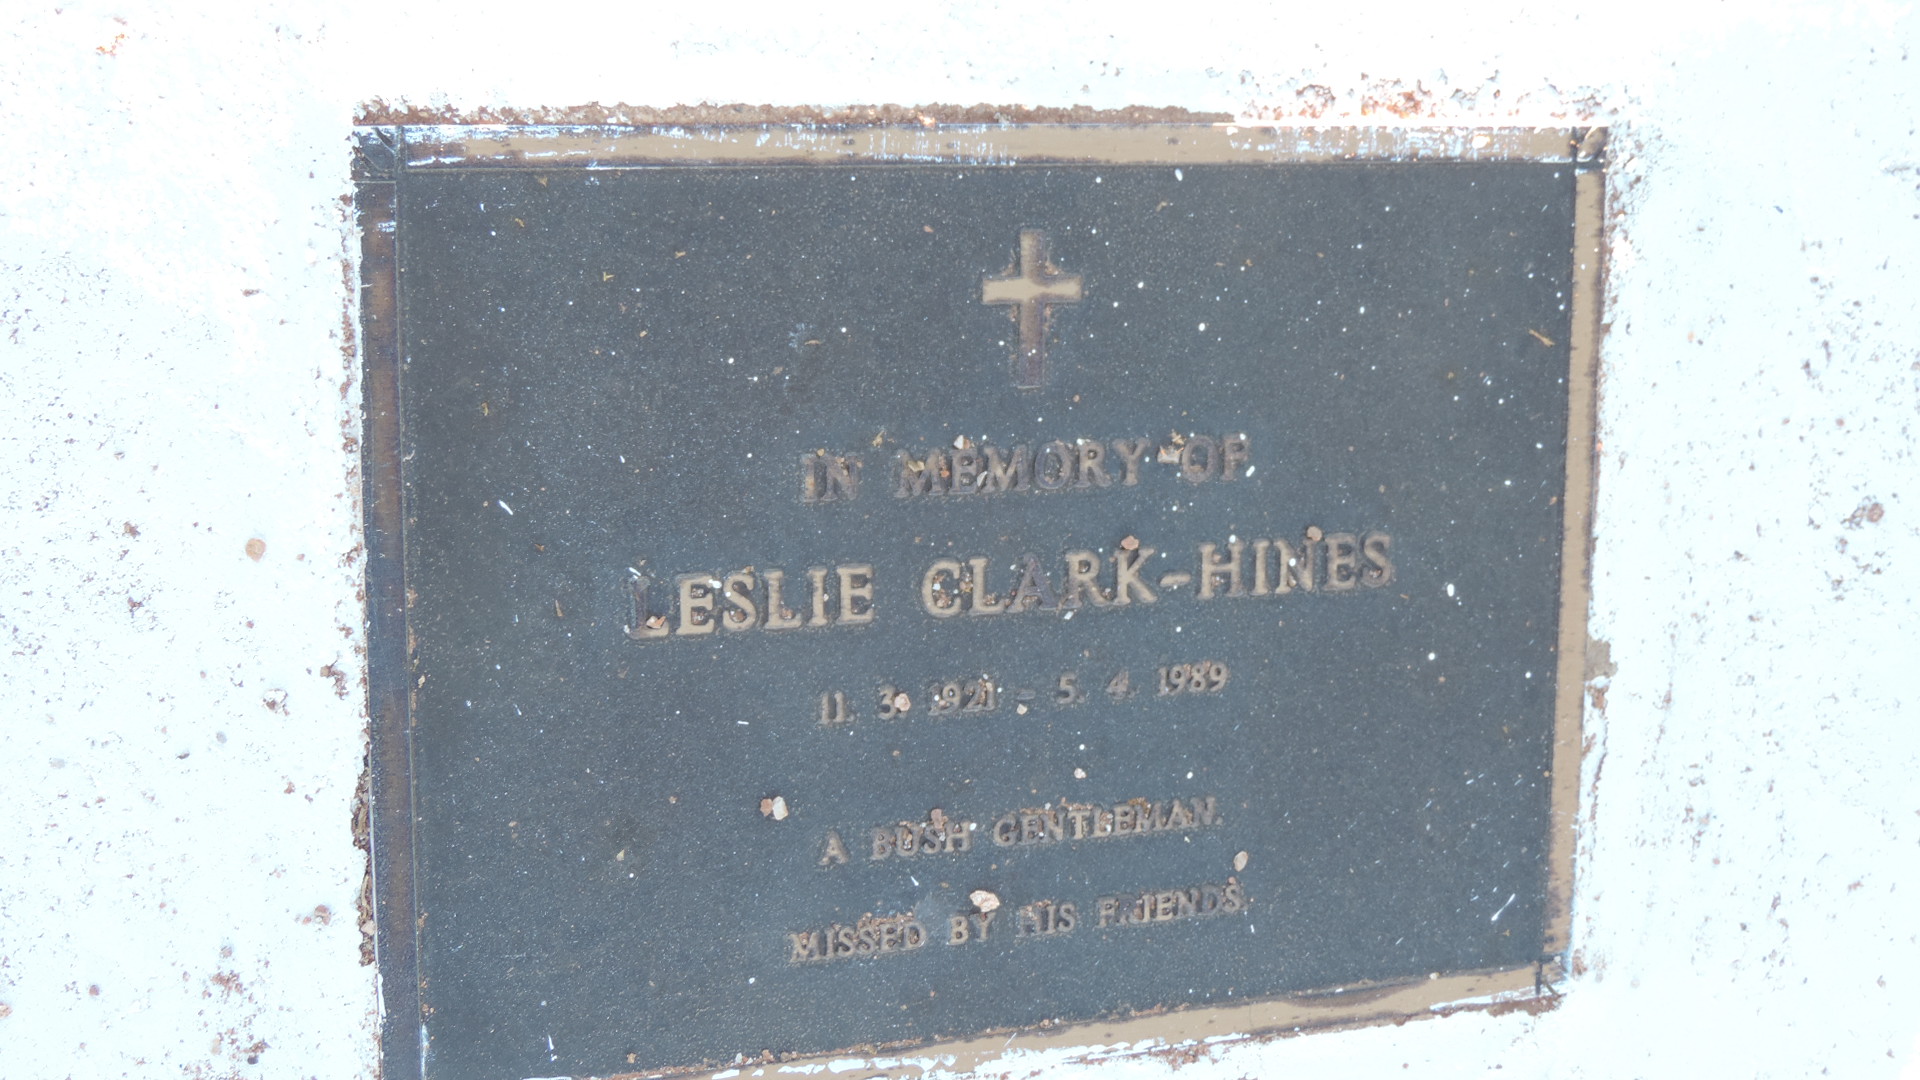 IN MEMORY OF
LESLIE CLARK-HINES
11. 3. 1921 - 5. 4. 1989
A BUSH GENTLEMAN.
MISSED BY HIS FRIENDS.